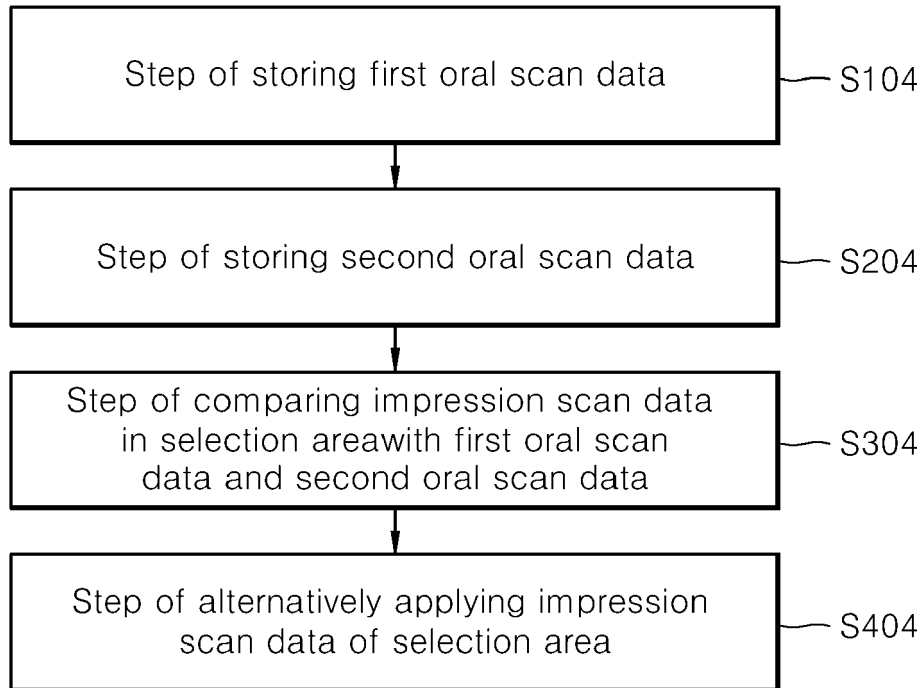 Step of storing first oral scan data
S104
Step of storing second oral scan data
S204
Step of comparing impression scan data
in selection areawith first oral scan
data and second oral scan data
S304
Step of alternatively applying impression
scan data of selection area
S404